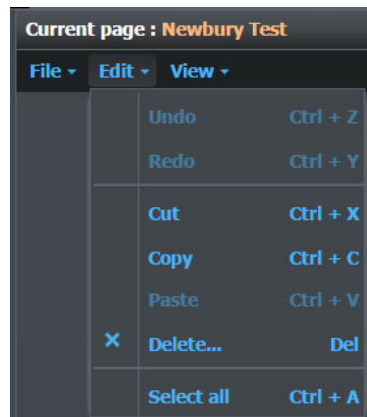 Current page : Newbury Test
File Edit View
Undo Ctrl + Z
Redo Ctrl + Y
Cut Ctrl + X
Copy Ctrl + C
Paste Ctrl + V
Delete... Del
Select all Ctrl + A